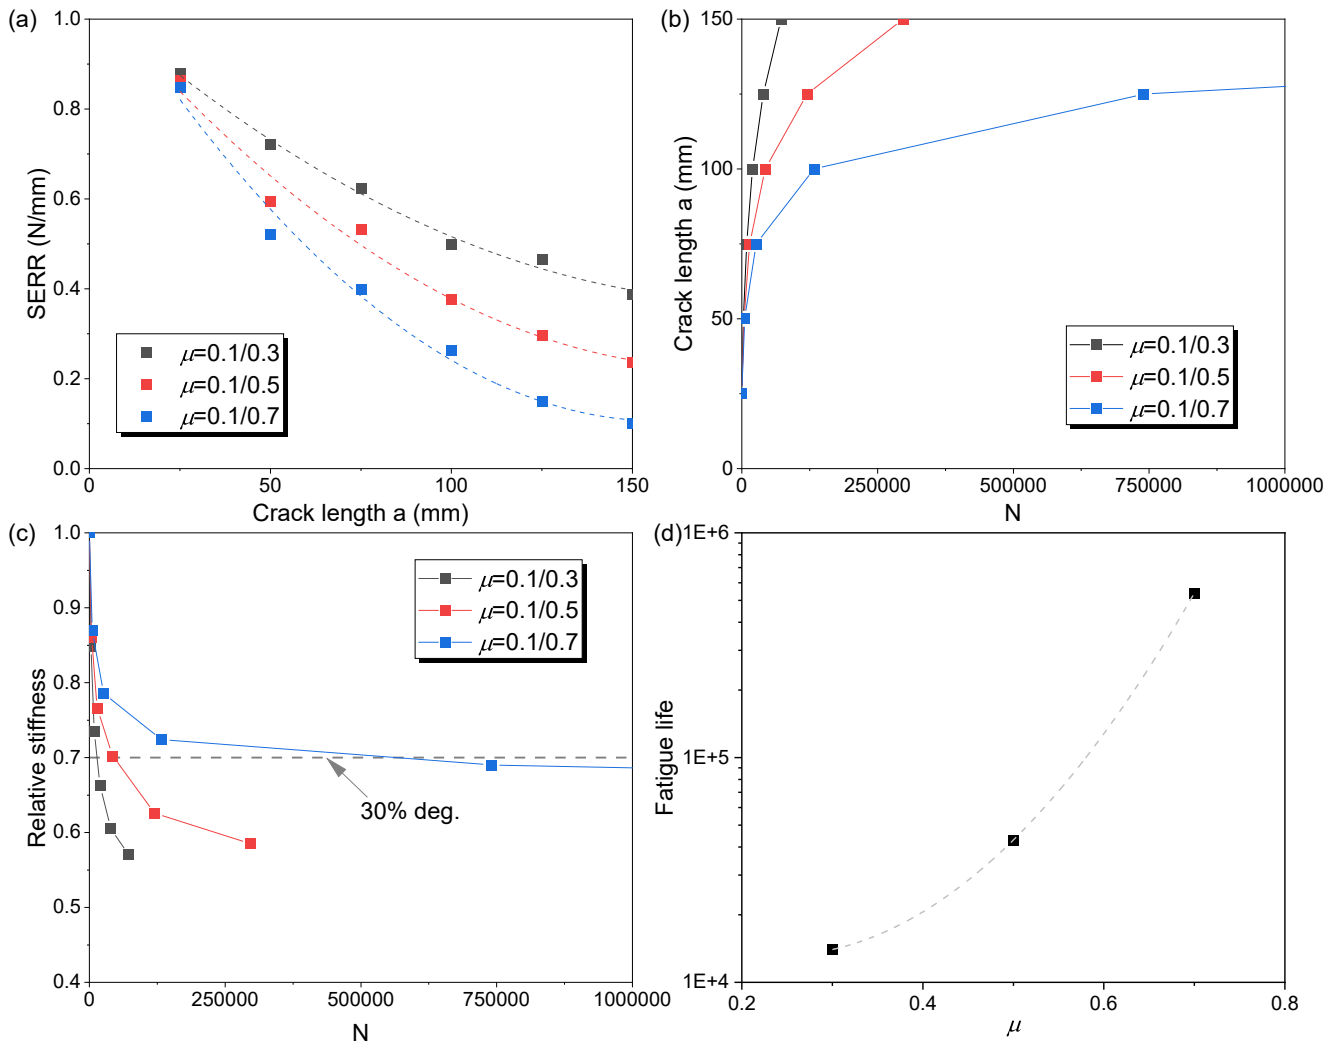 (a)
1.0
0.8
0.6
0.4
0.2
0.0
SERR (N/mm)
μ=0.1/0.3
μ=0.1/0.5
μ=0.1/0.7
0
50
100
150
Crack length a (mm)
(b)
150
100
50
0
Crack length a (mm)
μ=0.1/0.3
μ=0.1/0.5
μ=0.1/0.7
0
250000
500000
750000
1000000
N
(c)
1.0
0.9
0.8
0.7
0.6
0.5
0.4
Relative stiffness
μ=0.1/0.3
μ=0.1/0.5
μ=0.1/0.7
30% deg.
0
250000
500000
750000
1000000
N
(d)
1E+6
1E+5
1E+4
Fatigue life
0.2
0.4
0.6
0.8
μ